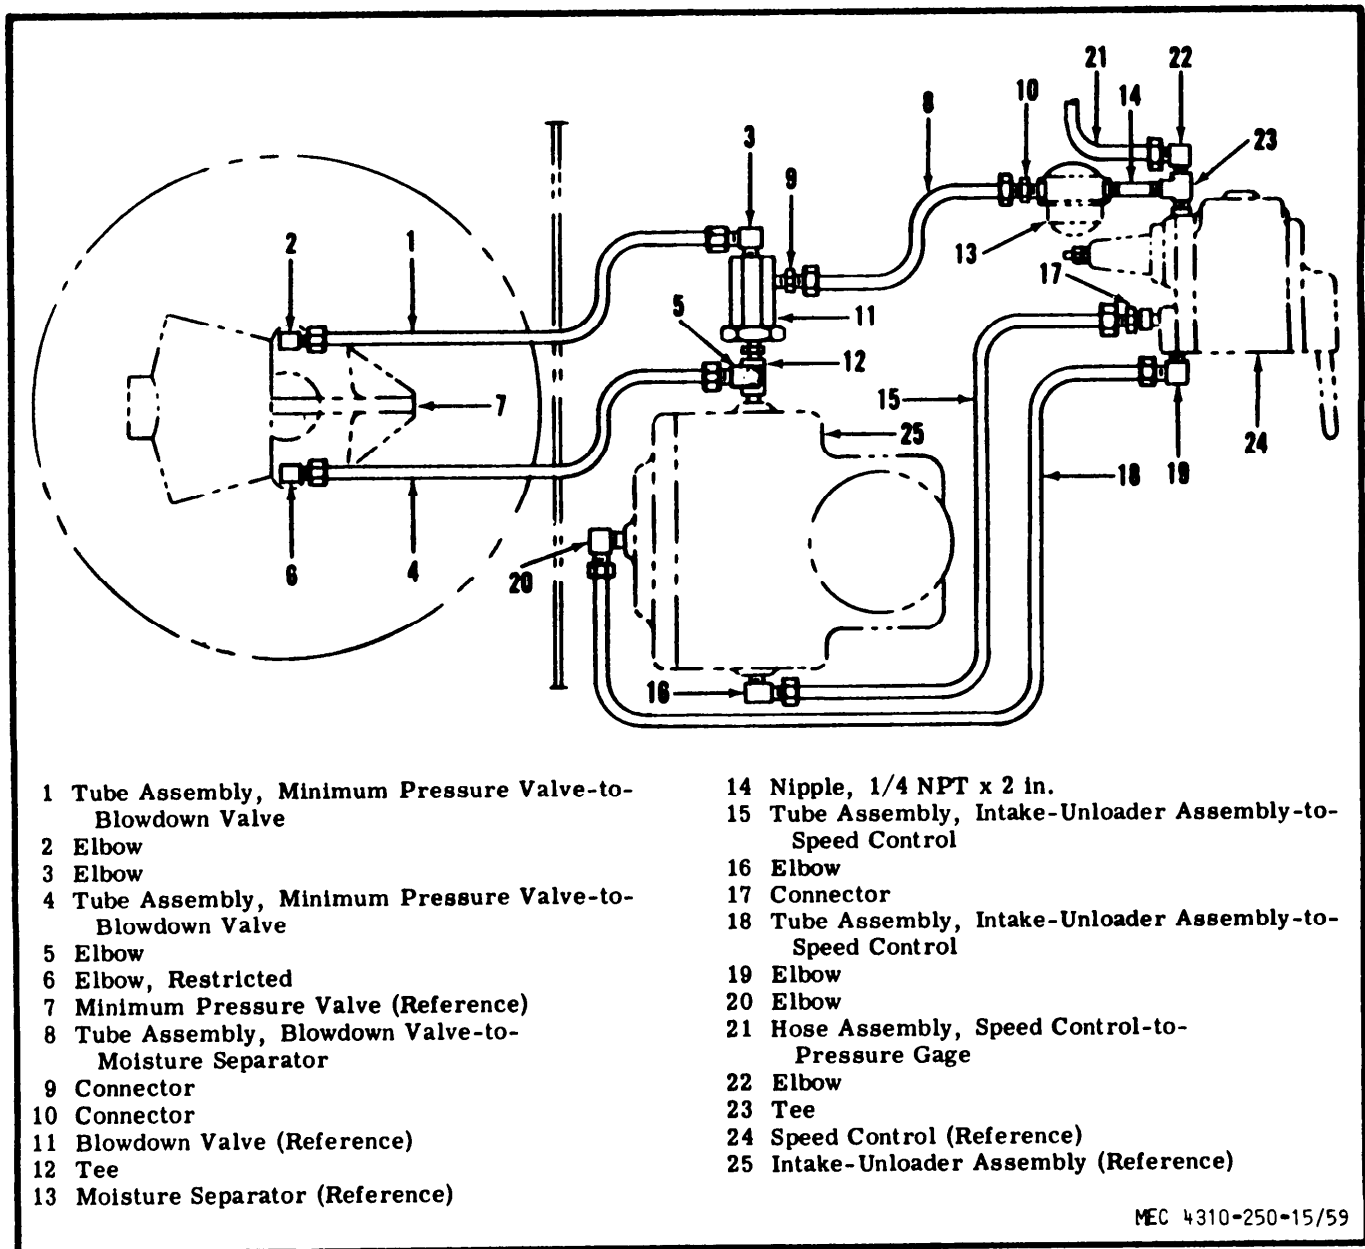 21
22
10
14
8
3
23
9
2
1
13
17
5
11
12
15
7
25
24
18
19
20
6
4
16
1 Tube Assembly, Minimum Pressure Valve-to-
Blowdown Valve
2 Elbow
3 Elbow
4 Tube Assembly, Minimum Pressure Valve-to-
Blowdown Valve
5 Elbow
6 Elbow, Restricted
7 Minimum Pressure Valve (Reference)
8 Tube Assembly, Blowdown Valve-to-
Moisture Separator
9 Connector
10 Connector
11 Blowdown Valve (Reference)
12 Tee
13 Moisture Separator (Reference)
14 Nipple, 1/4 NPT x 2 in.
15 Tube Assembly, Intake-Unloader Assembly-to-
Speed Control
16 Elbow
17 Connector
18 Tube Assembly, Intake-Unloader Assembly-to-
Speed Control
19 Elbow
20 Elbow
21 Hose Assembly, Speed Control-to-
Pressure Gage
22 Elbow
23 Tee
24 Speed Control (Reference)
25 Intake-Unloader Assembly (Reference)
MEC 4310-250-15/59